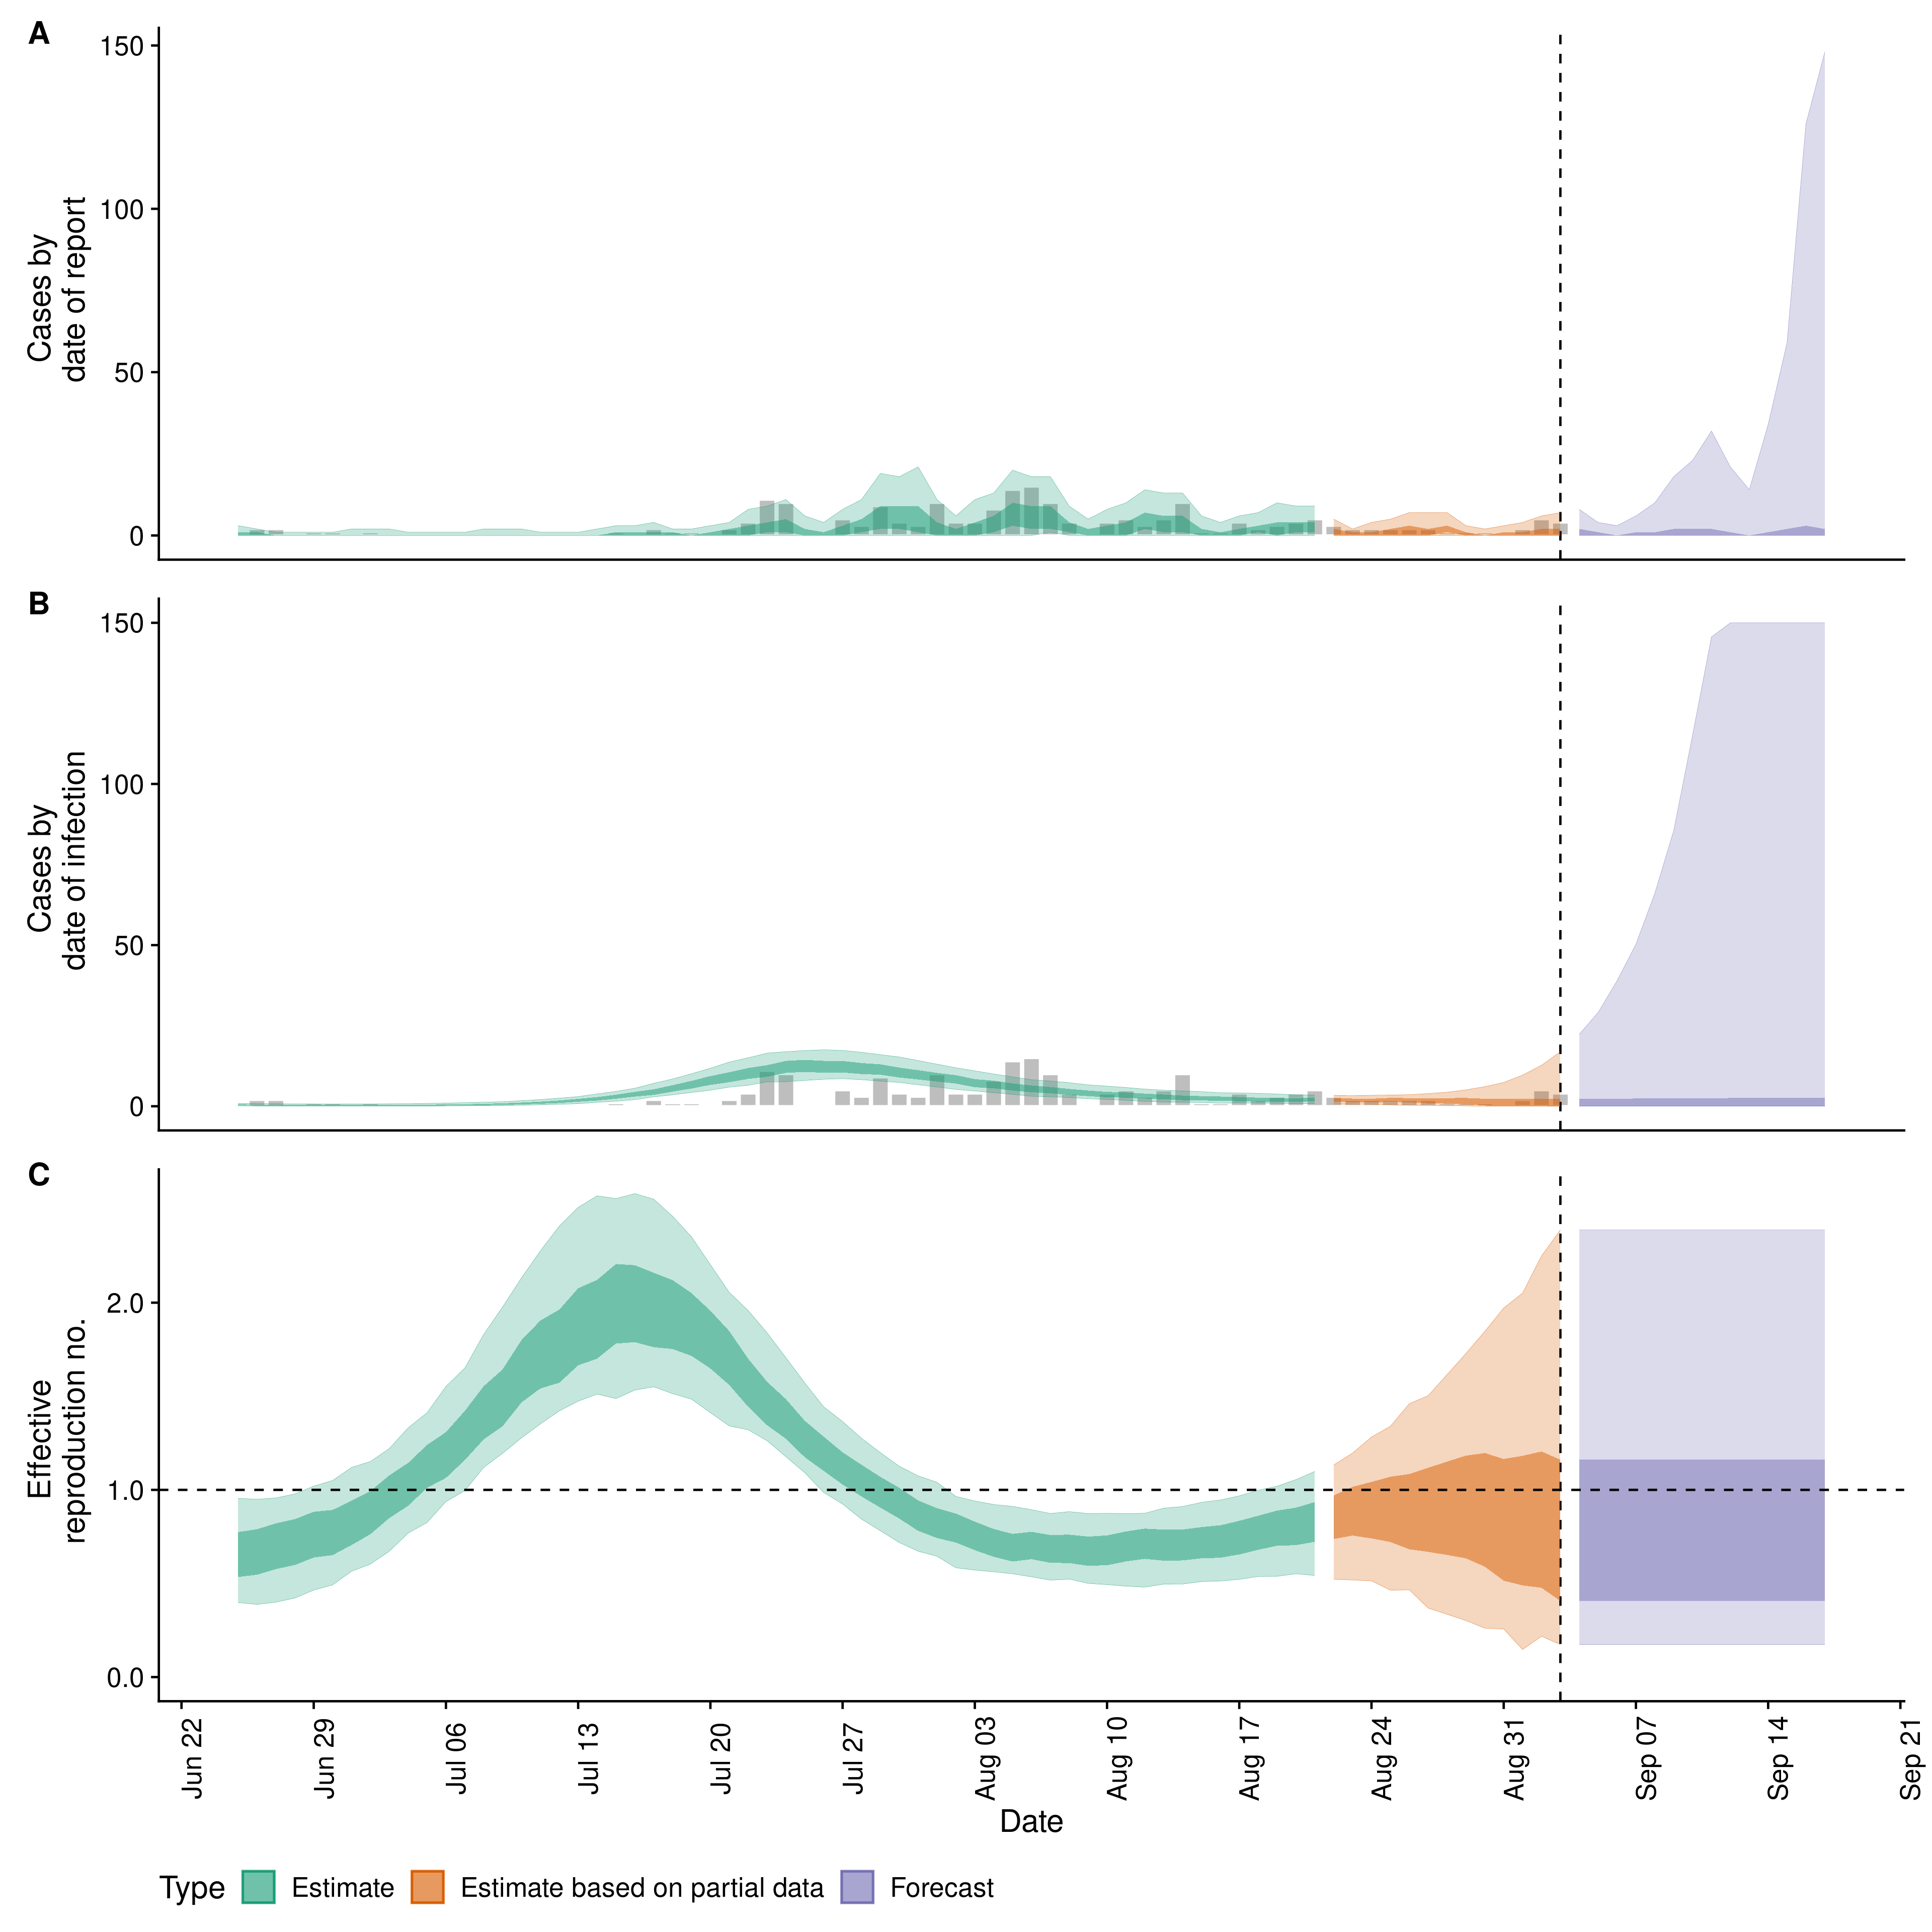 A
150
100
50
0
Cases by
date of report
B
150
100
50
0
Cases by
date of infection
C
2.0
1.0
0.0
Effective
reproduction no.
Jun 22
Jun 29
Jul 06
Jul 13
Jul 20
Jul 27
Aug 03
Aug 10
Aug 17
Aug 24
Aug 31
Sep 07
Sep 14
Sep 21
Date
Type Estimate Estimate based on partial data Forecast